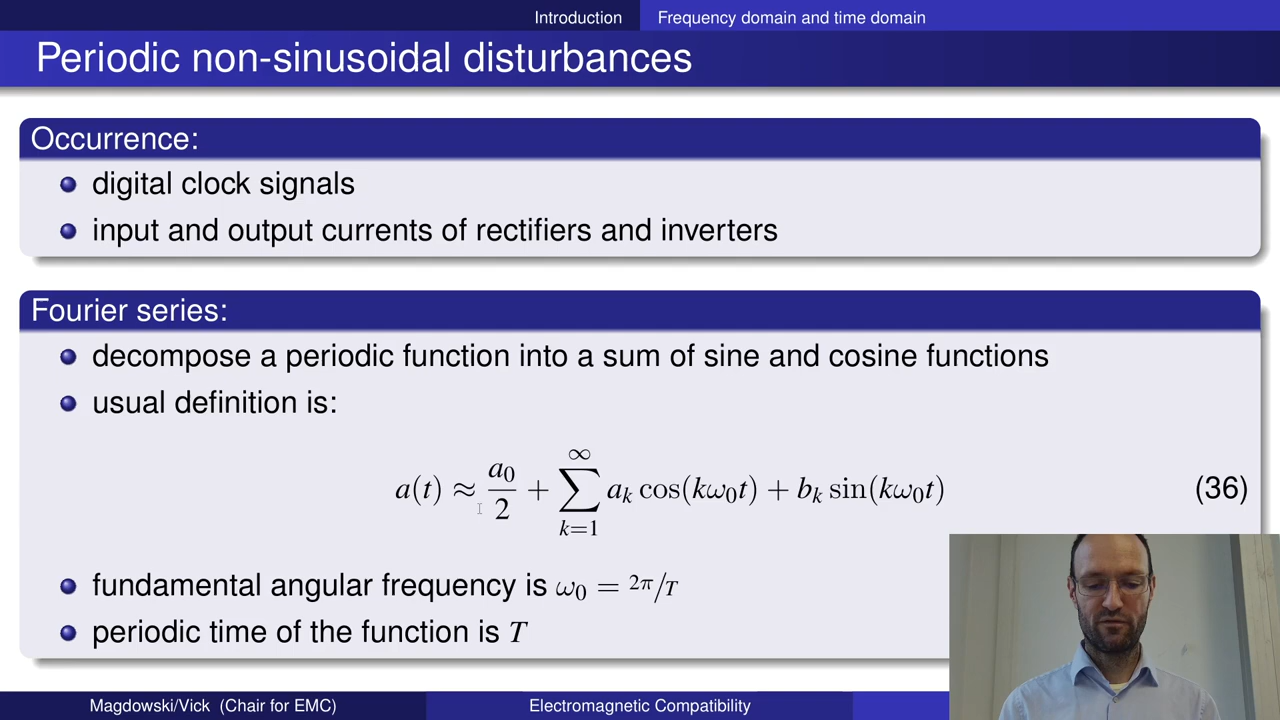 Introduction Frequency domain and time domain
Periodic non-sinusoidal disturbances
Occurrence:
digital clock signals
input and output currents of rectifiers and inverters
Fourier series:
decompose a periodic function into a sum of sine and cosine functions
usual definition is:
a(t) ≈ a₀/2 + ∑_{k=1}^{∞} aₖ cos(kω₀t) + bₖ sin(kω₀t) (36)
fundamental angular frequency is ω₀ = 2π/T
periodic time of the function is T
Magdowski/Vick (Chair for EMC) Electromagnetic Compatibility